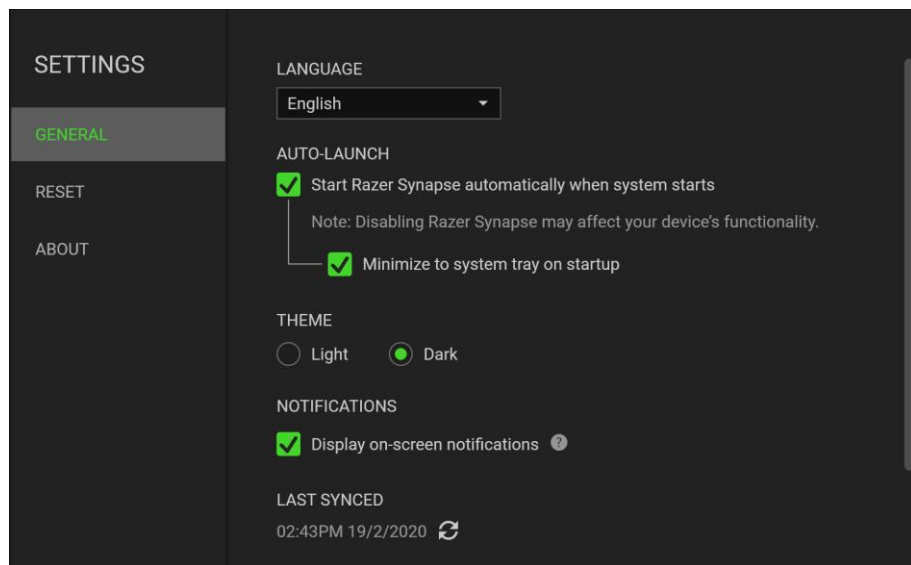 SETTINGS
GENERAL
RESET
ABOUT
LANGUAGE
English
AUTO-LAUNCH
Start Razer Synapse automatically when system starts
Note: Disabling Razer Synapse may affect your device's functionality.
Minimize to system tray on startup
THEME
Light Dark
NOTIFICATIONS
Display on-screen notifications ?
LAST SYNCED
02:43PM 19/2/2020